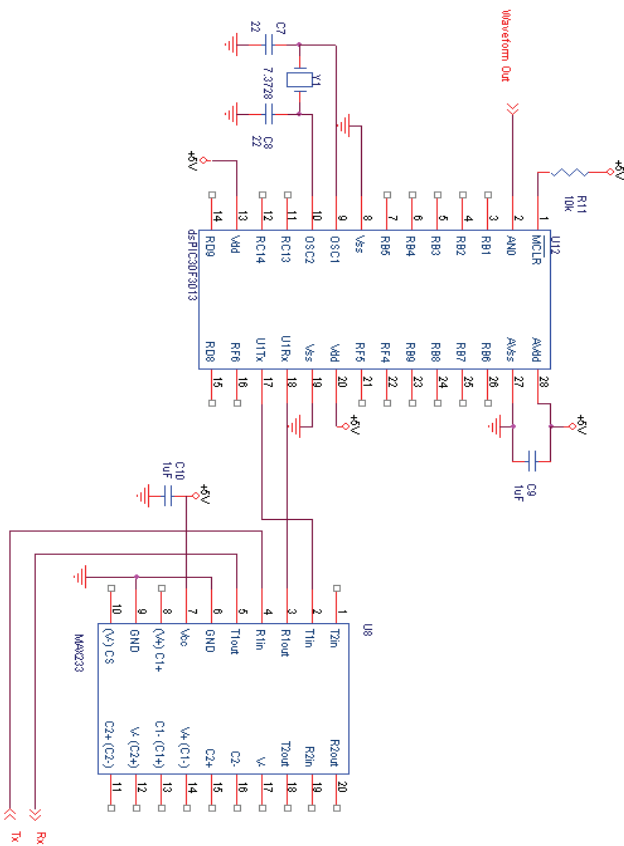 Waveform Out
+5V
R11
10k
C7
22
Y1
7.3728
C8
22
+5V
U12
dsPIC30F3013
1 MCLR
2 AN0
3 RB1
4 RB2
5 RB3
6 RB4
7 RB5
8 Vss
9 OSC1
10 OSC2
11 RC13
12 RC14
13 Vdd
14 RD9
28 AVdd
27 AVss
26 RB6
25 RB7
24 RB8
23 RB9
22 RF4
21 RF5
20 Vdd
19 Vss
18 U1Rx
17 U1Tx
16 RF6
15 RD8
+5V
C9
1uF
+5V
C10
1uF
+5V
U8
MAX233
1 T2in
2 T1in
3 R1out
4 R1in
5 T1out
6 GND
7 Vcc
8 (V+) C1+
9 GND
10 (V-) CS
20 R2out
19 R2in
18 T2out
17 V-
16 C2-
15 C2+
14 V+ (C1-)
13 C1- (C1+)
12 V- (C2+)
11 C2+ (C2-)
Rx
Tx